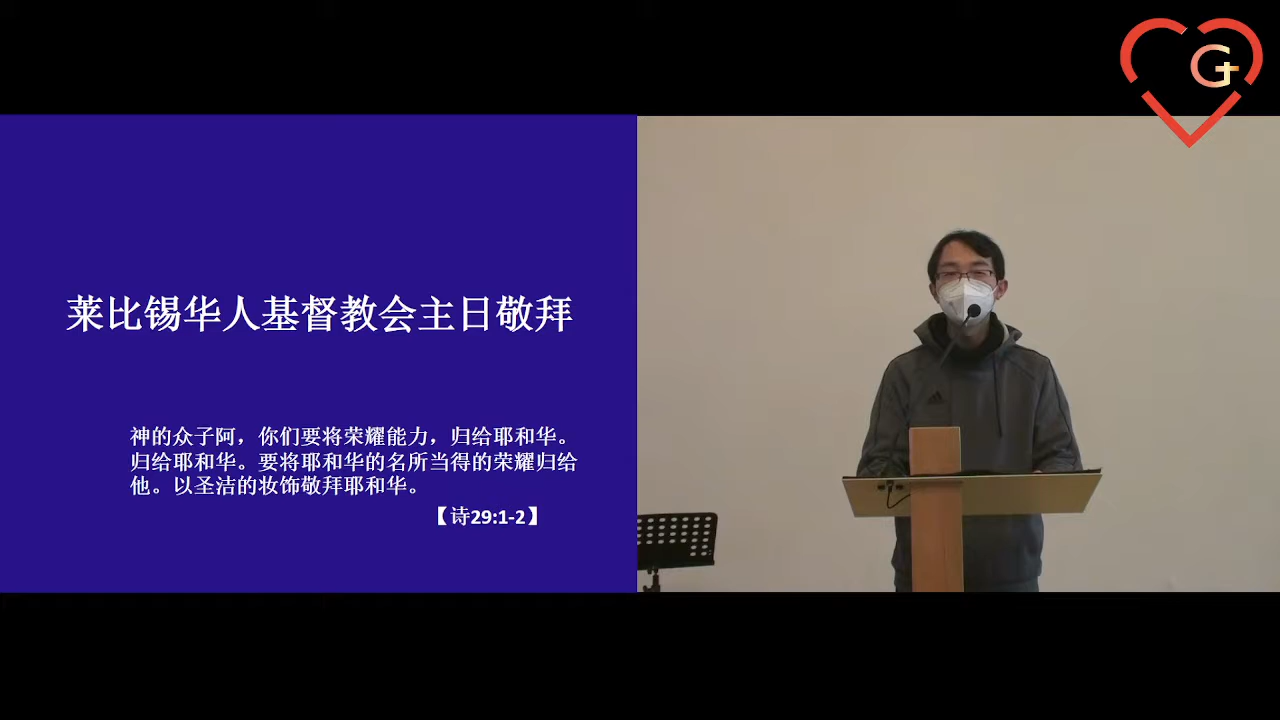 莱比锡华人基督教会主日敬拜
神的众子阿，你们要将荣耀能力，归给耶和华。
归给耶和华。要将耶和华的名所当得的荣耀归给
他。以圣洁的妆饰敬拜耶和华。
【诗29:1-2】
G